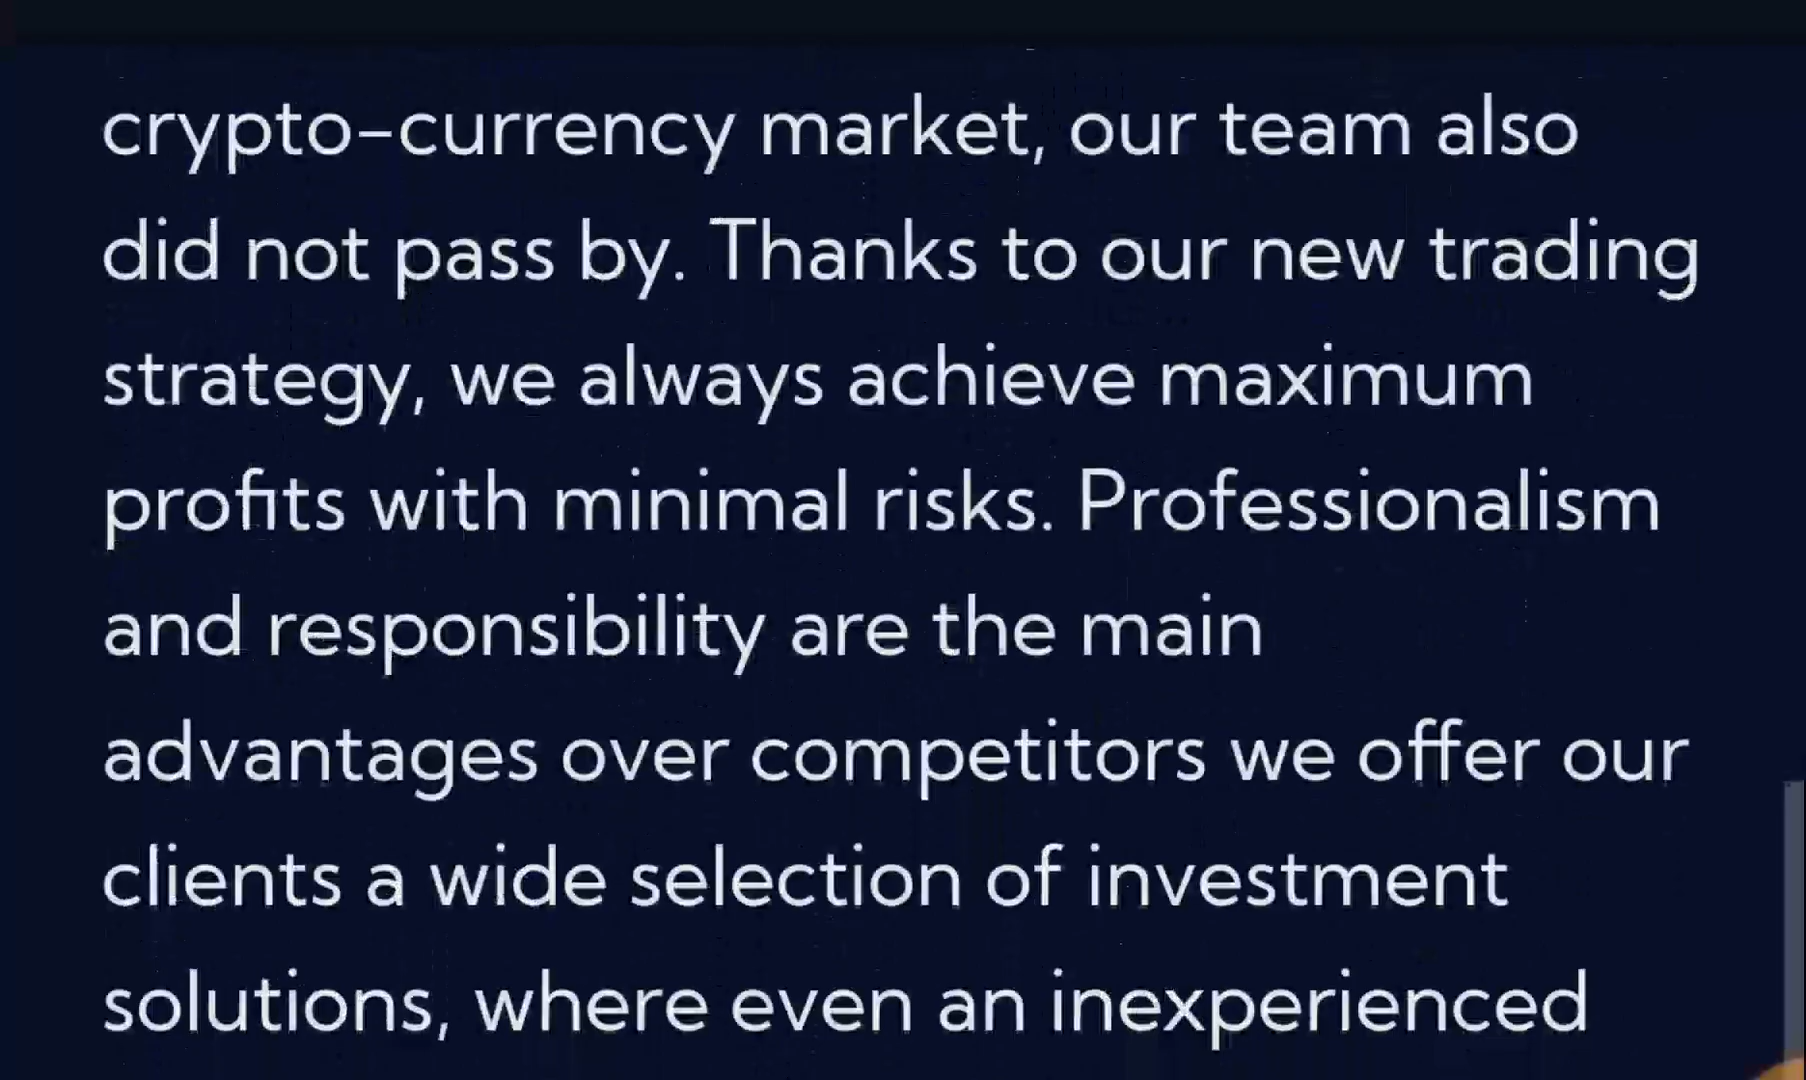 crypto-currency market, our team also
did not pass by. Thanks to our new trading
strategy, we always achieve maximum
profits with minimal risks. Professionalism
and responsibility are the main
advantages over competitors we offer our
clients a wide selection of investment
solutions, where even an inexperienced